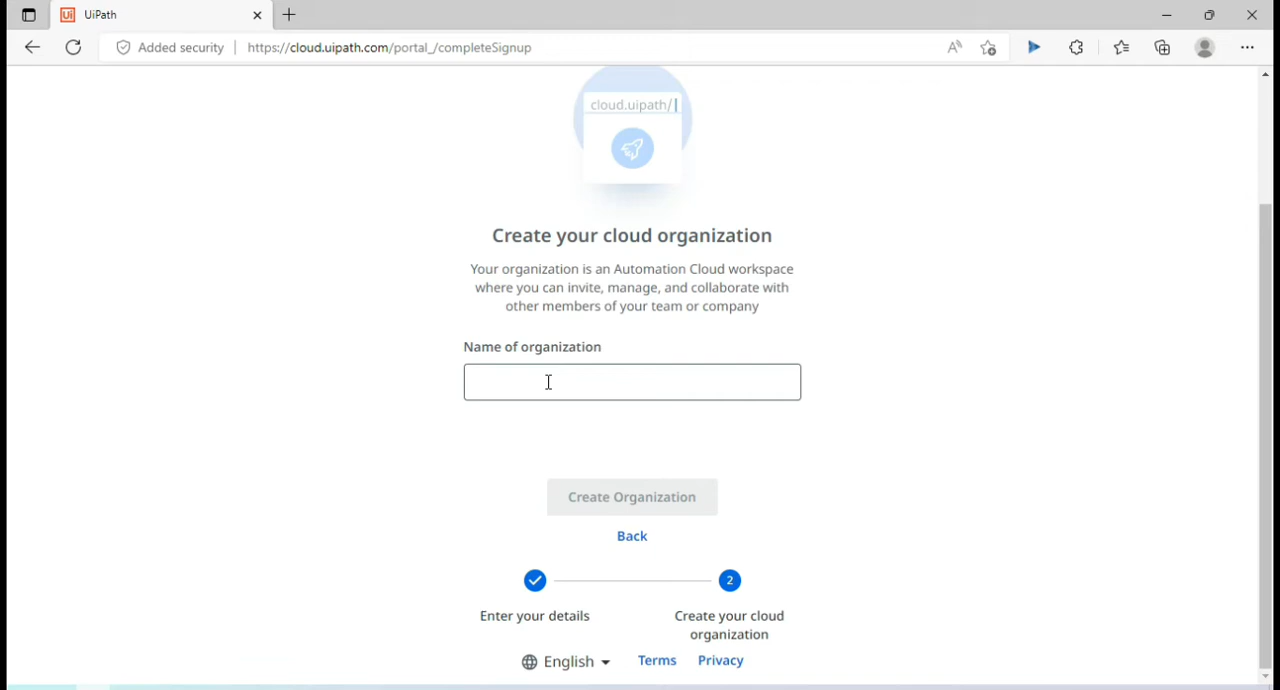 UiPath
Added security
https://cloud.uipath.com/portal_/completeSignup
cloud.uipath/
Create your cloud organization
Your organization is an Automation Cloud workspace
where you can invite, manage, and collaborate with
other members of your team or company
Name of organization
Create Organization
Back
2
Enter your details
Create your cloud
organization
English
Terms
Privacy